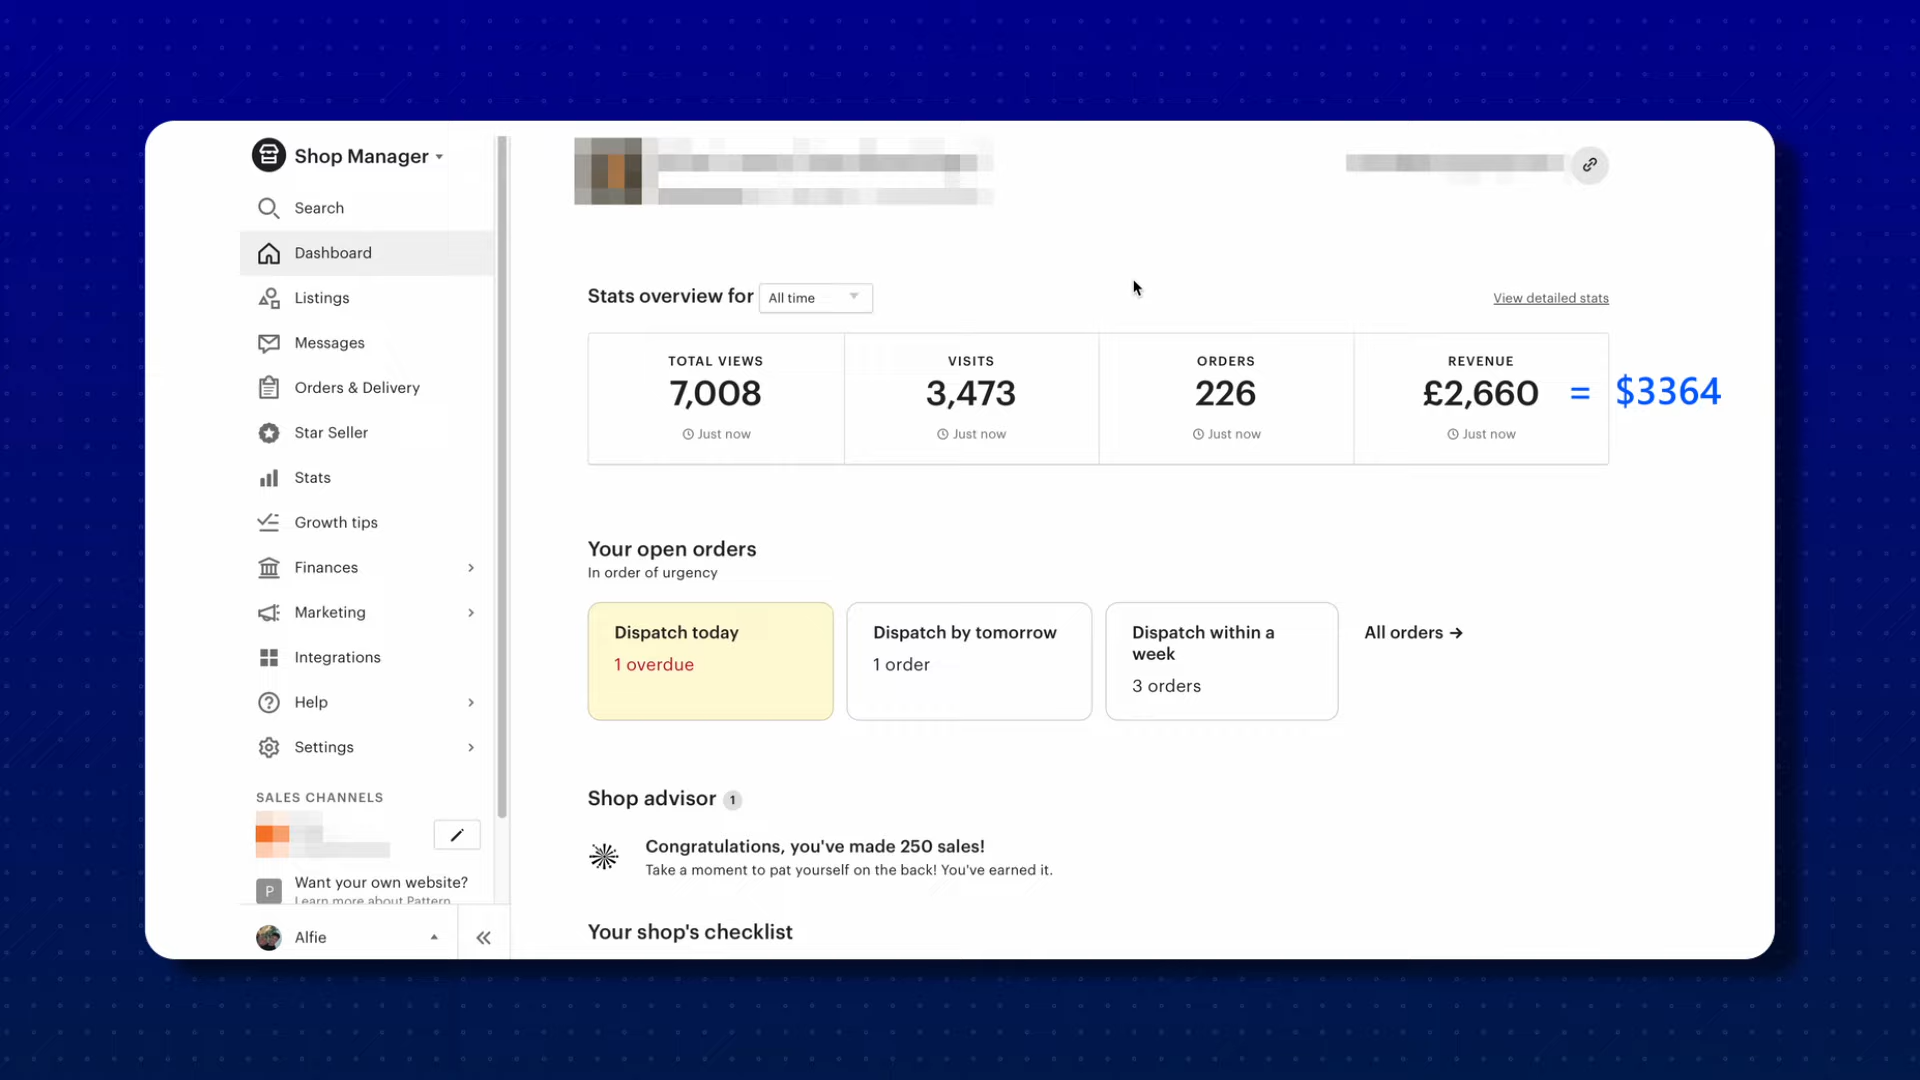 Shop Manager
Search
Dashboard
Listings
Messages
Orders & Delivery
Star Seller
Stats
Growth tips
Finances
Marketing
Integrations
Help
Settings
SALES CHANNELS
Want your own website?
Learn more about Pattern
P
Alfie
Stats overview for All time
View detailed stats
TOTAL VIEWS
7,008
Just now
VISITS
3,473
Just now
ORDERS
226
Just now
REVENUE
£2,660 = $3364
Just now
Your open orders
In order of urgency
Dispatch today
1 overdue
Dispatch by tomorrow
1 order
Dispatch within a
week
3 orders
All orders →
Shop advisor 1
Congratulations, you've made 250 sales!
Take a moment to pat yourself on the back! You've earned it.
Your shop's checklist